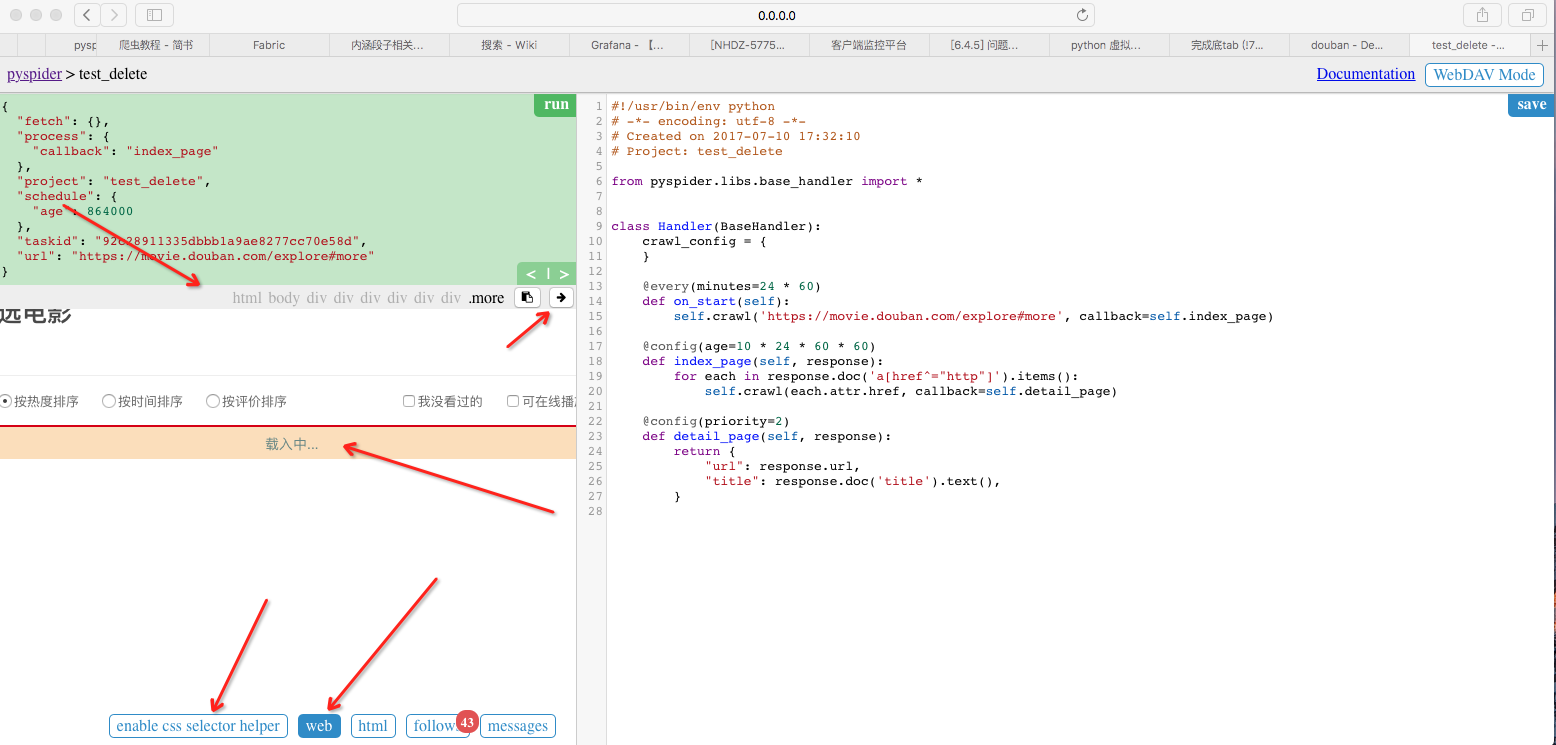 0.0.0.0
pysp
爬虫教程 - 简书
Fabric
内涵段子相关...
搜索 - Wiki
Grafana - 【...
[NHDZ-5775...
客户端监控平台
[6.4.5] 问题...
python 虚拟...
完成底tab (!7...
douban - De...
test_delete -...
pyspider > test_delete
Documentation
WebDAV Mode
run
{
"fetch": {},
"process": {
"callback": "index_page"
},
"project": "test_delete",
"schedule": {
"age": 864000
},
"taskid": "92c28911335dbbb1a9ae8277cc70e58d",
"url": "https://movie.douban.com/explore#more"
}
< | >
html body div div div div div div .more
选电影
按热度排序
按时间排序
按评价排序
我没看过的
可在线播
载入中...
enable css selector helper
web
html
follows
43
messages
save
1 #!/usr/bin/env python
2 # -*- encoding: utf-8 -*-
3 # Created on 2017-07-10 17:32:10
4 # Project: test_delete
5
6 from pyspider.libs.base_handler import *
7
8
9 class Handler(BaseHandler):
10 crawl_config = {
11 }
12
13 @every(minutes=24 * 60)
14 def on_start(self):
15 self.crawl('https://movie.douban.com/explore#more', callback=self.index_page)
16
17 @config(age=10 * 24 * 60 * 60)
18 def index_page(self, response):
19 for each in response.doc('a[href^="http"]').items():
20 self.crawl(each.attr.href, callback=self.detail_page)
21
22 @config(priority=2)
23 def detail_page(self, response):
24 return {
25 "url": response.url,
26 "title": response.doc('title').text(),
27 }
28